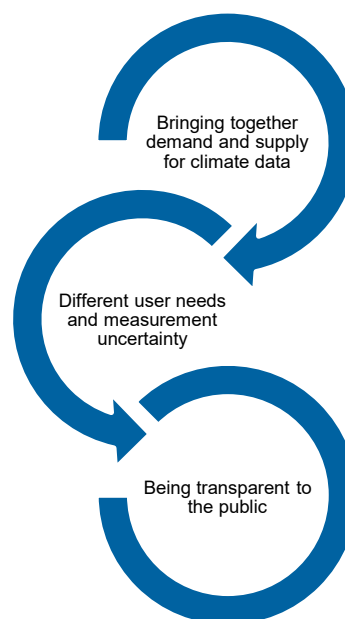 Bringing together
demand and supply
for climate data
Different user needs
and measurement
uncertainty
Being transparent to
the public